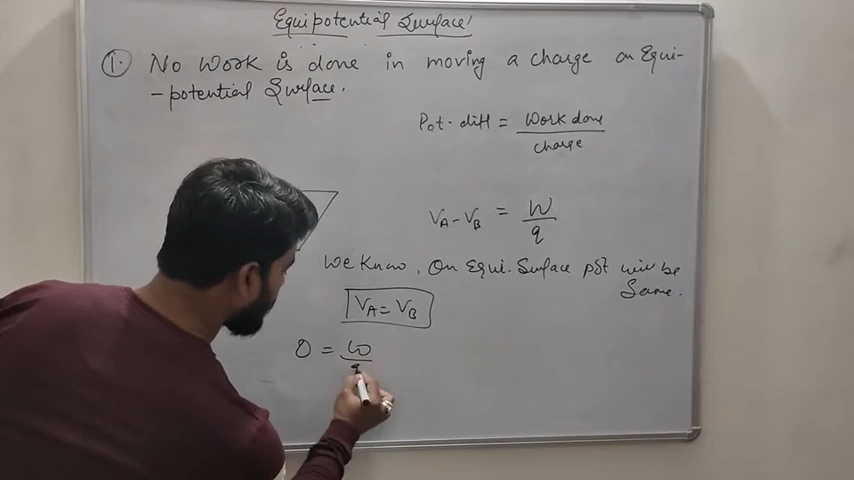 Equipotential Surface
1. No Work is done in moving a charge on Equi-
-potential Surface.
Pot. diff = Work done / charge
VA - VB = W / q
We Know, On Equi. Surface pot will be
Same.
VA = VB
0 = W / q